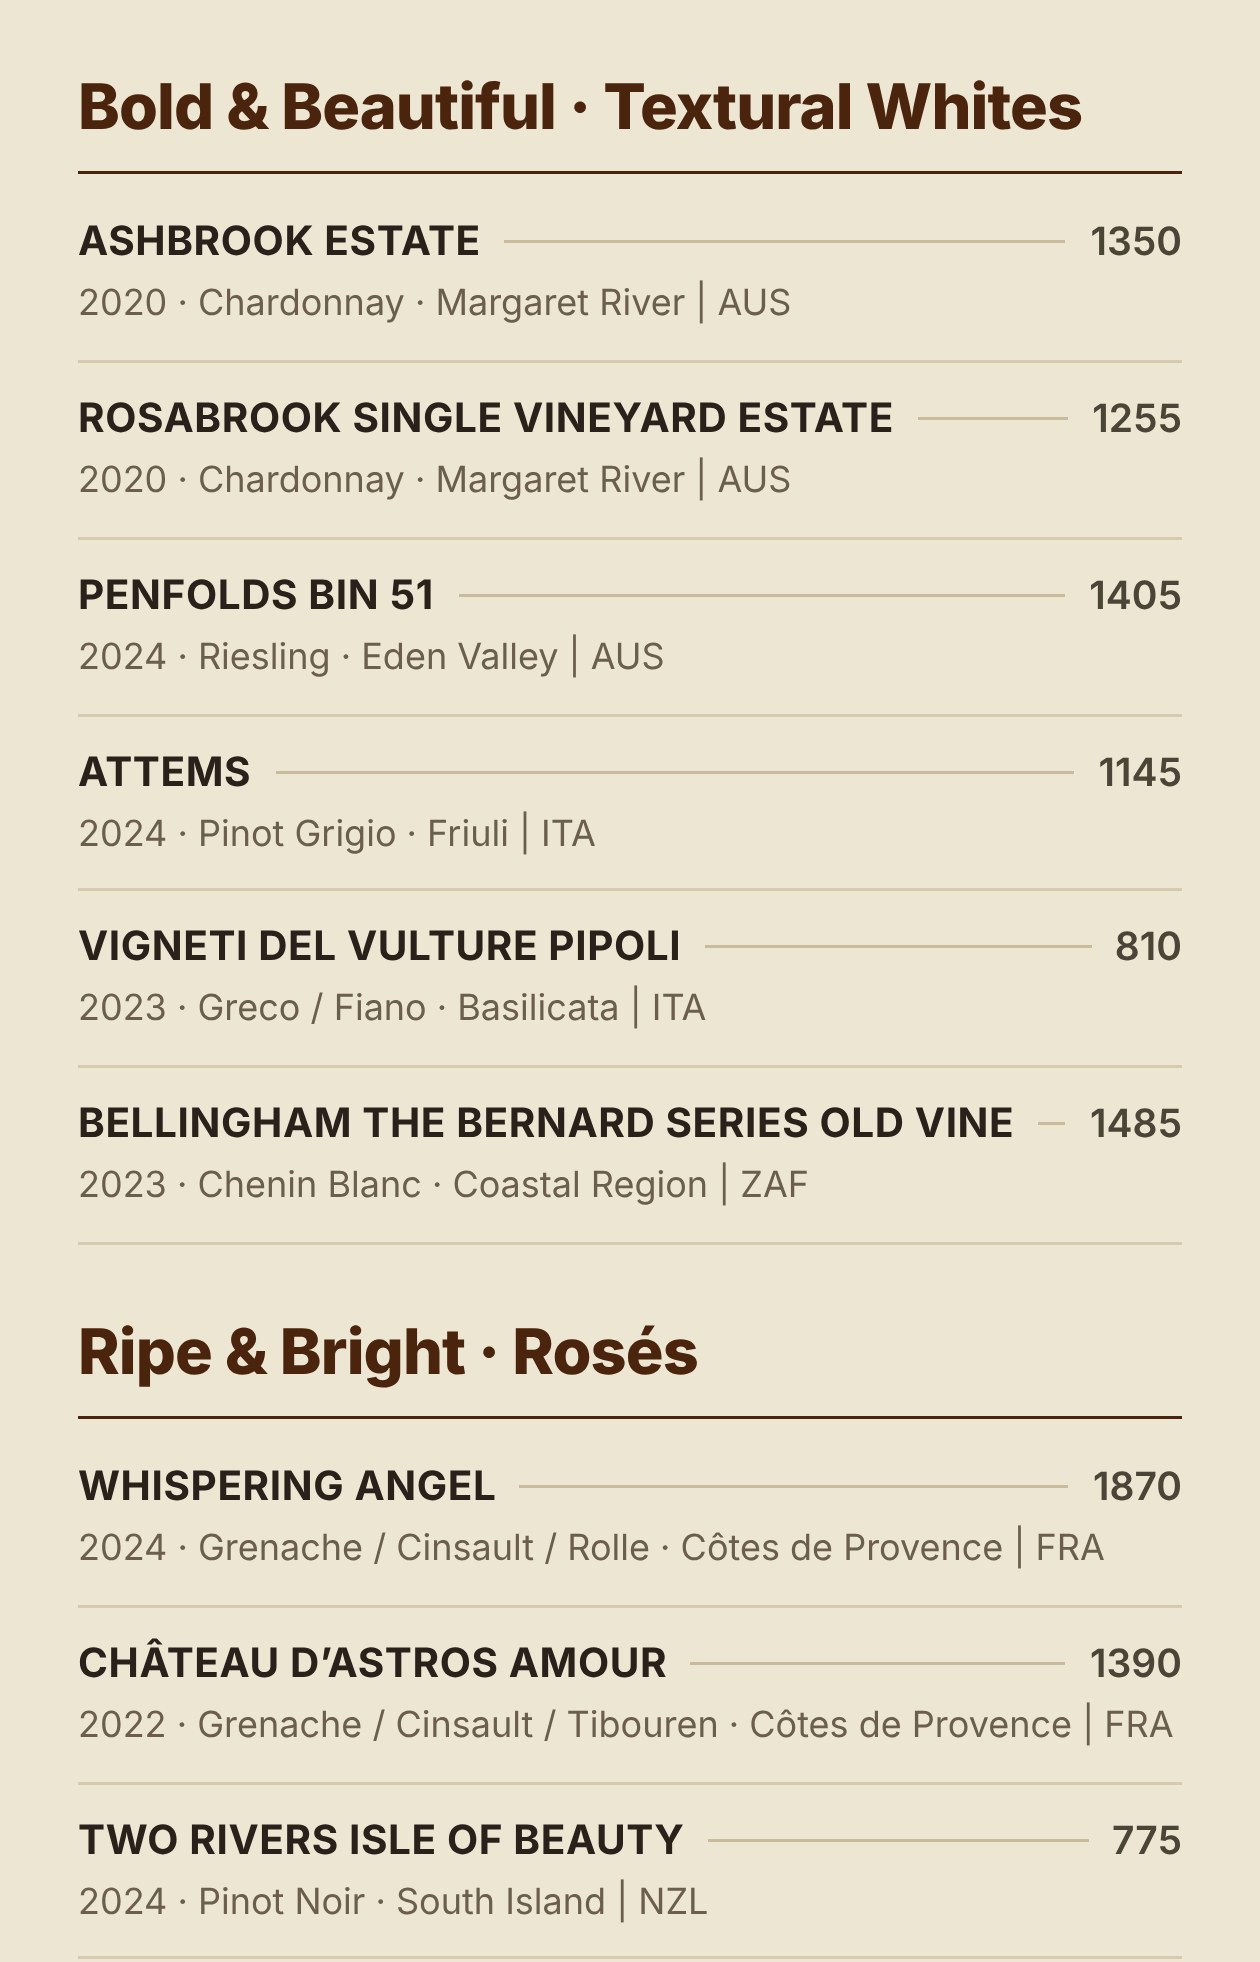 Bold & Beautiful · Textural Whites
ASHBROOK ESTATE 1350
2020 · Chardonnay · Margaret River | AUS
ROSABROOK SINGLE VINEYARD ESTATE 1255
2020 · Chardonnay · Margaret River | AUS
PENFOLDS BIN 51 1405
2024 · Riesling · Eden Valley | AUS
ATTEMS 1145
2024 · Pinot Grigio · Friuli | ITA
VIGNETI DEL VULTURE PIPOLI 810
2023 · Greco / Fiano · Basilicata | ITA
BELLINGHAM THE BERNARD SERIES OLD VINE 1485
2023 · Chenin Blanc · Coastal Region | ZAF
Ripe & Bright · Rosés
WHISPERING ANGEL 1870
2024 · Grenache / Cinsault / Rolle · Côtes de Provence | FRA
CHÂTEAU D’ASTROS AMOUR 1390
2022 · Grenache / Cinsault / Tibouren · Côtes de Provence | FRA
TWO RIVERS ISLE OF BEAUTY 775
2024 · Pinot Noir · South Island | NZL